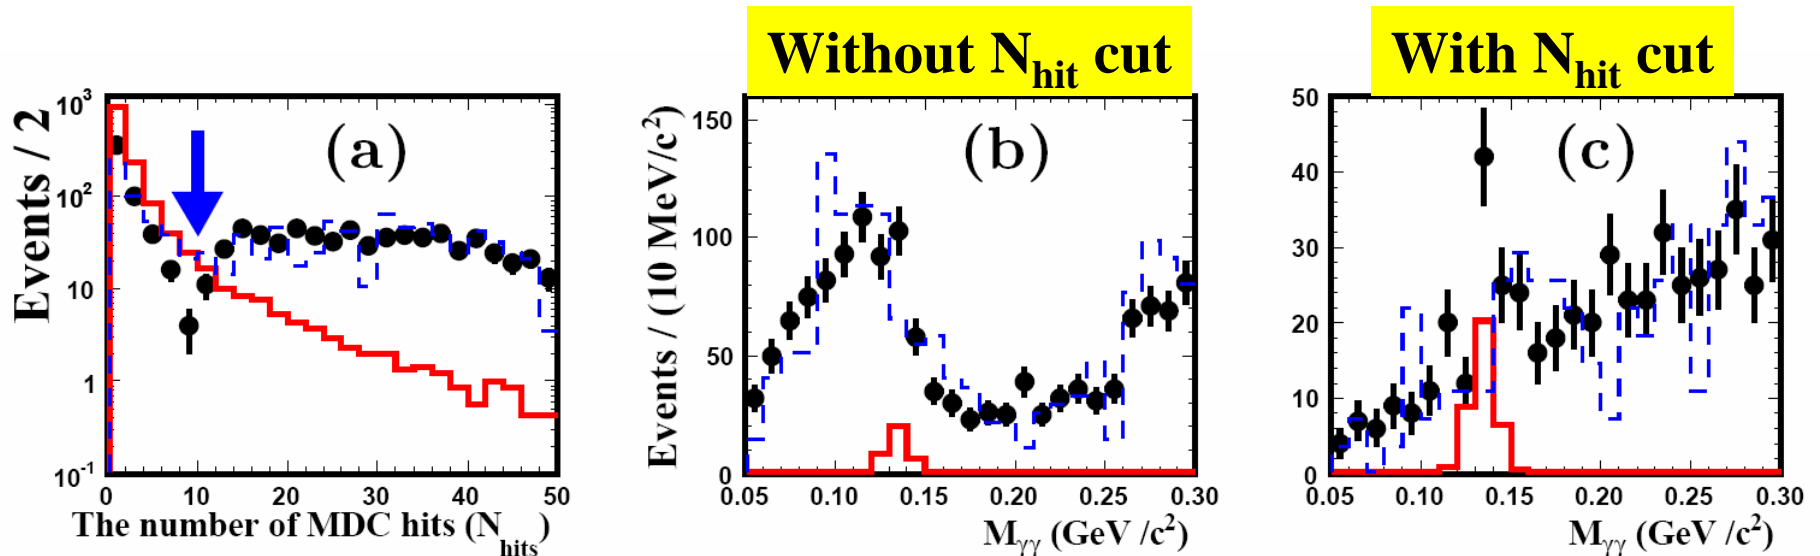 Without N_hit cut
With N_hit cut
(a)
Events / 2
10^3
10^2
10
1
10^-1
0 10 20 30 40 50
The number of MDC hits (N_hits)
(b)
Events / (10 MeV/c^2)
150
100
50
0
0.05 0.10 0.15 0.20 0.25 0.30
M_γγ (GeV /c^2)
(c)
50
40
30
20
10
0
0.05 0.10 0.15 0.20 0.25 0.30
M_γγ (GeV /c^2)